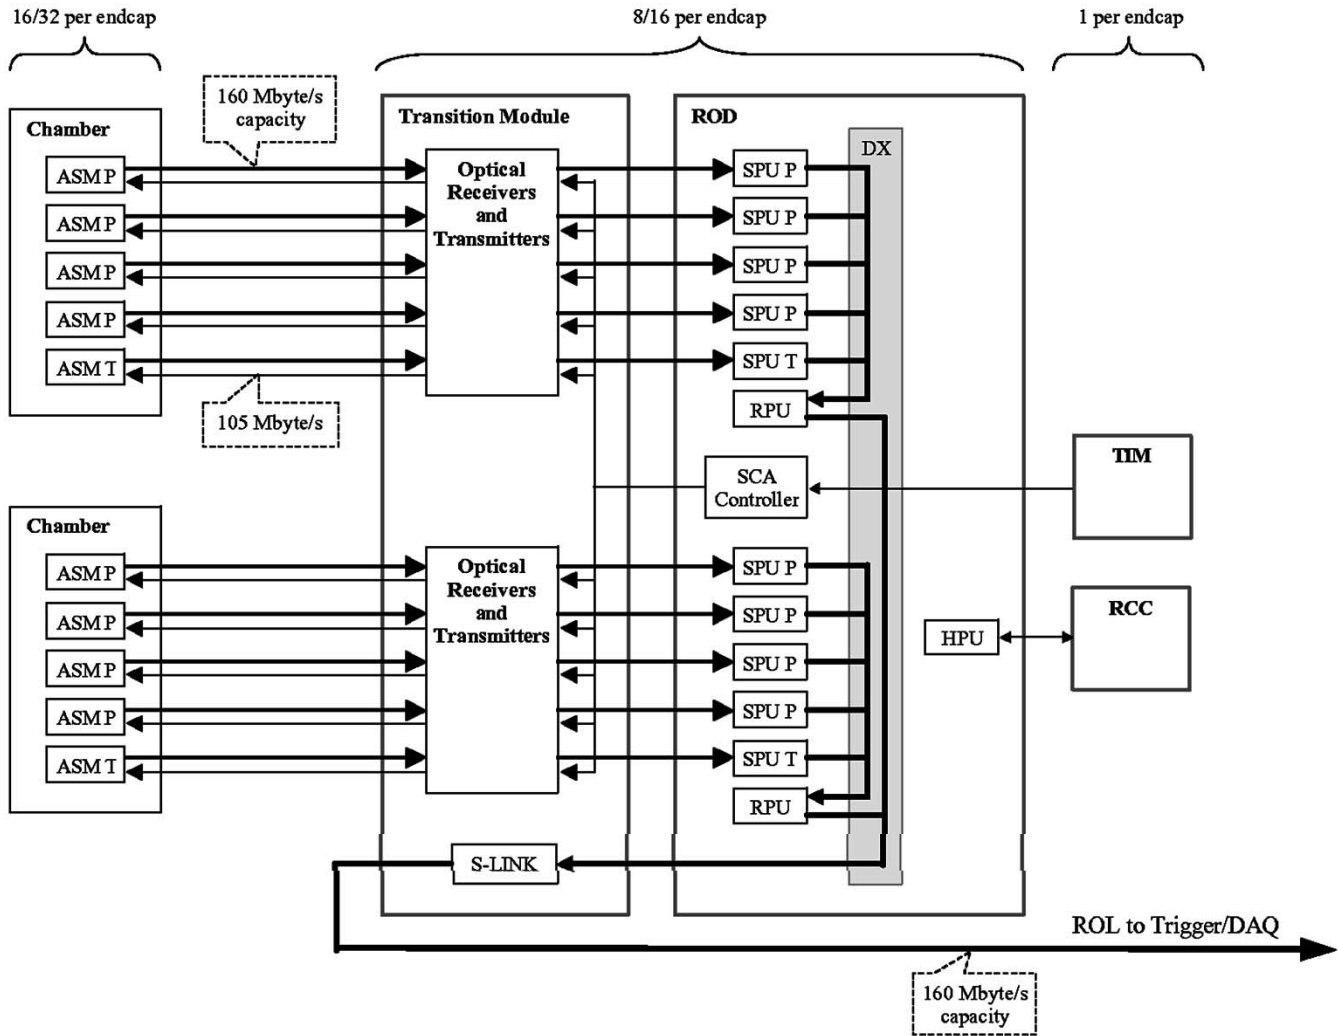 16/32 per endcap
8/16 per endcap
1 per endcap
160 Mbyte/s
capacity
Chamber
ASM P
ASM P
ASM P
ASM P
ASM T
105 Mbyte/s
Transition Module
Optical
Receivers
and
Transmitters
ROD
DX
SPU P
SPU P
SPU P
SPU P
SPU T
RPU
SCA
Controller
TIM
Chamber
ASM P
ASM P
ASM P
ASM P
ASM T
Optical
Receivers
and
Transmitters
SPU P
SPU P
SPU P
SPU P
SPU T
RPU
HPU
RCC
S-LINK
ROL to Trigger/DAQ
160 Mbyte/s
capacity